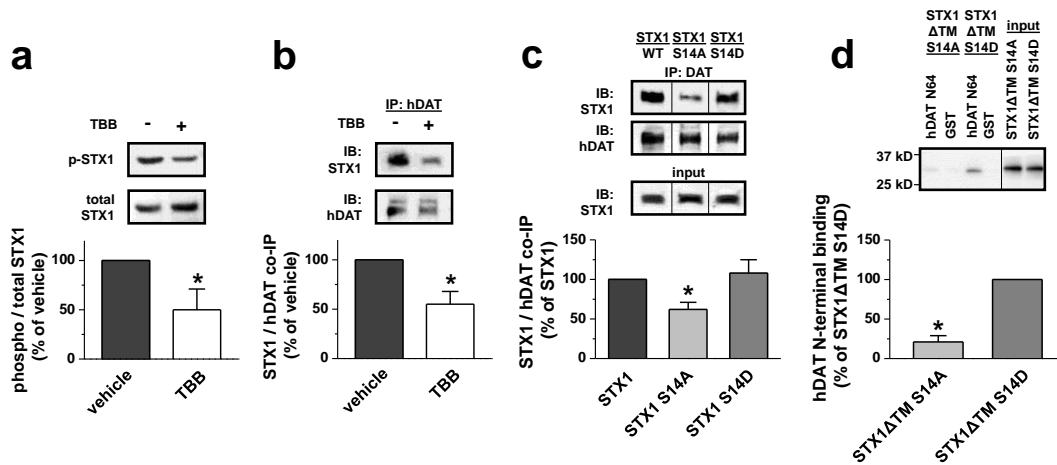 a
TBB - +
p-STX1
total
STX1
phospho / total STX1
(% of vehicle)
100
50
0
*
vehicle
TBB
b
IP: hDAT
TBB - +
IB:
STX1
IB:
hDAT
STX1 / hDAT co-IP
(% of vehicle)
100
50
0
*
vehicle
TBB
c
STX1 STX1 STX1
WT S14A S14D
IP: DAT
IB:
STX1
IB:
hDAT
input
IB:
STX1
STX1 / hDAT co-IP
(% of STX1)
150
100
50
0
*
STX1
STX1 S14A
STX1 S14D
d
STX1 STX1
ΔTM ΔTM
S14A S14D
input
hDAT N64
GST
hDAT N64
GST
STX1ΔTM S14A
STX1ΔTM S14D
37 kD
25 kD
hDAT N-terminal binding
(% of STX1ΔTM S14D)
150
100
50
0
*
STX1ΔTM S14A
STX1ΔTM S14D